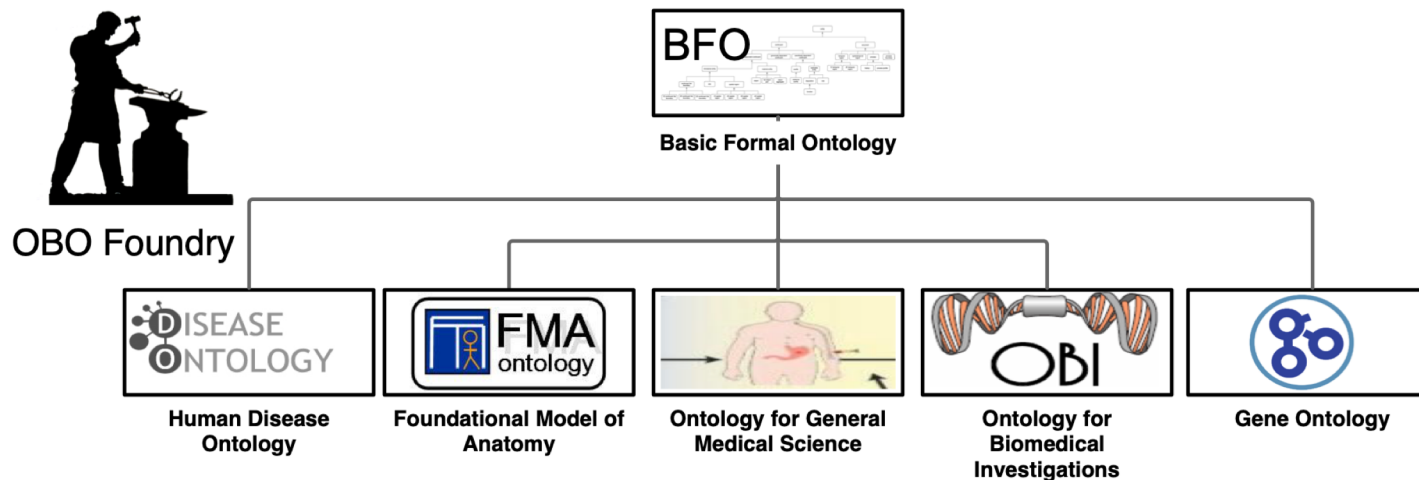 BFO
Basic Formal Ontology
OBO Foundry
DISEASE
ONTOLOGY
Human Disease
Ontology
FMA
ontology
Foundational Model of
Anatomy
Ontology for General
Medical Science
OBI
Ontology for
Biomedical
Investigations
go
Gene Ontology